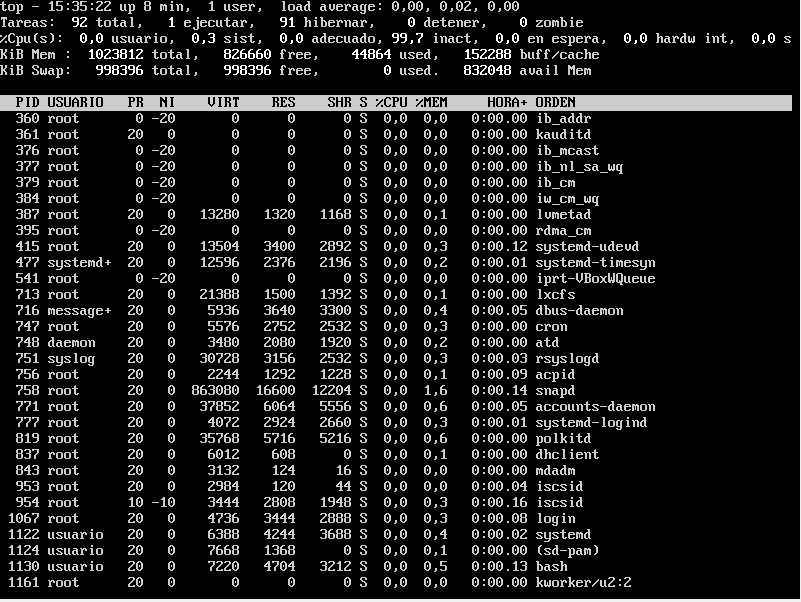 top - 15:35:22 up 8 min,  1 user,  load average: 0,00, 0,02, 0,00
Tareas:  92 total,   1 ejecutar,   91 hibernar,    0 detener,    0 zombie
%Cpu(s):  0,0 usuario,  0,3 sist,  0,0 adecuado, 99,7 inact,  0,0 en espera,  0,0 hardw int,  0,0 s
KiB Mem :  1023812 total,   826660 free,    44864 used,   152288 buff/cache
KiB Swap:   998396 total,   998396 free,        0 used.   832048 avail Mem
PID USUARIO   PR  NI    VIRT    RES    SHR S %CPU %MEM     HORA+ ORDEN
360 root       0 -20       0      0      0 S  0,0  0,0   0:00.00 ib_addr
361 root      20   0       0      0      0 S  0,0  0,0   0:00.00 kauditd
376 root       0 -20       0      0      0 S  0,0  0,0   0:00.00 ib_mcast
377 root       0 -20       0      0      0 S  0,0  0,0   0:00.00 ib_nl_sa_wq
379 root       0 -20       0      0      0 S  0,0  0,0   0:00.00 ib_cm
384 root       0 -20       0      0      0 S  0,0  0,0   0:00.00 iw_cm_wq
387 root      20   0   13280   1320   1168 S  0,0  0,1   0:00.00 lvmetad
395 root       0 -20       0      0      0 S  0,0  0,0   0:00.00 rdma_cm
415 root      20   0   13504   3400   2892 S  0,0  0,3   0:00.12 systemd-udevd
477 systemd+  20   0   12596   2376   2196 S  0,0  0,2   0:00.01 systemd-timesyn
541 root       0 -20       0      0      0 S  0,0  0,0   0:00.00 iprt-VBoxWQueue
713 root      20   0   21388   1500   1392 S  0,0  0,1   0:00.00 lxcfs
716 message+  20   0    5936   3640   3300 S  0,0  0,4   0:00.05 dbus-daemon
747 root      20   0    5576   2752   2532 S  0,0  0,3   0:00.00 cron
748 daemon    20   0    3480   2080   1920 S  0,0  0,2   0:00.00 atd
751 syslog    20   0   30728   3156   2532 S  0,0  0,3   0:00.03 rsyslogd
756 root      20   0    2244   1292   1228 S  0,0  0,1   0:00.09 acpid
758 root      20   0  863080  16600  12204 S  0,0  1,6   0:00.14 snapd
771 root      20   0   37852   6064   5556 S  0,0  0,6   0:00.05 accounts-daemon
777 root      20   0    4072   2924   2660 S  0,0  0,3   0:00.01 systemd-logind
819 root      20   0   35768   5716   5216 S  0,0  0,6   0:00.00 polkitd
837 root      20   0    6012    608      0 S  0,0  0,1   0:00.00 dhclient
843 root      20   0    3132    124     16 S  0,0  0,0   0:00.00 mdadm
953 root      20   0    2984    120     44 S  0,0  0,0   0:00.04 iscsid
954 root      10 -10    3444   2808   1948 S  0,0  0,3   0:00.16 iscsid
1067 root      20   0    4736   3444   2888 S  0,0  0,3   0:00.08 login
1122 usuario   20   0    6388   4244   3688 S  0,0  0,4   0:00.02 systemd
1124 usuario   20   0    7668   1368      0 S  0,0  0,1   0:00.00 (sd-pam)
1130 usuario   20   0    7220   4704   3212 S  0,0  0,5   0:00.13 bash
1161 root      20   0       0      0      0 S  0,0  0,0   0:00.00 kworker/u2:2